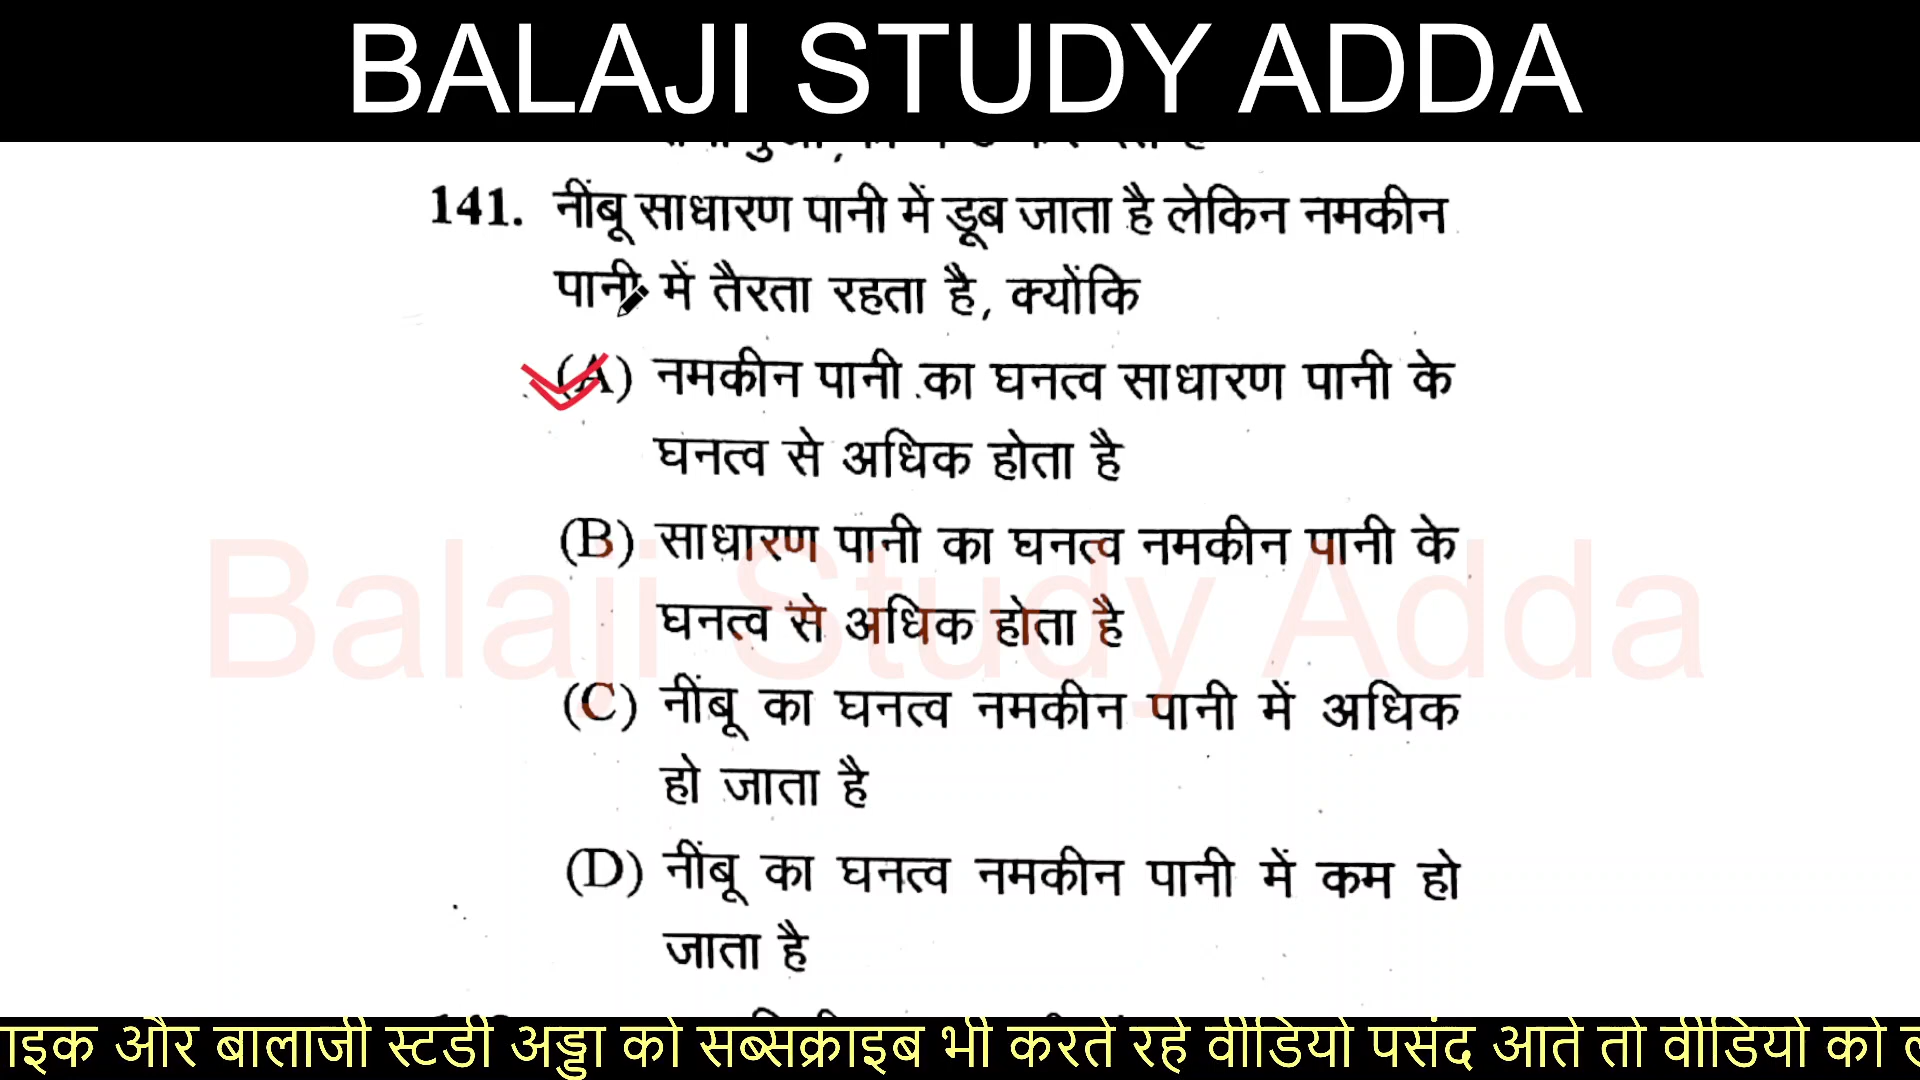 BALAJI STUDY ADDA
141. नींबू साधारण पानी में डूब जाता है लेकिन नमकीन
पानी में तैरता रहता है, क्योंकि
(A) नमकीन पानी का घनत्व साधारण पानी के
घनत्व से अधिक होता है
(B) साधारण पानी का घनत्व नमकीन पानी के
घनत्व से अधिक होता है
Balaji Study Adda
(C) नींबू का घनत्व नमकीन पानी में अधिक
हो जाता है
(D) नींबू का घनत्व नमकीन पानी में कम हो
जाता है
और बालाजी स्टडी अड्डा को सब्सक्राइब भी करते रहे वीडियो पसंद आते तो वीडियो को